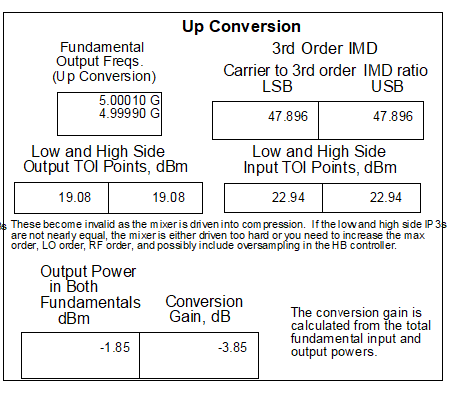 Up Conversion
Fundamental
Output Freqs.
(Up Conversion)
5.00010 G
4.99990 G
3rd Order IMD
Carrier to 3rd order IMD ratio
LSB USB
47.896 47.896
Low and High Side
Output TOI Points, dBm
19.08 19.08
Low and High Side
Input TOI Points, dBm
22.94 22.94
These become invalid as the mixer is driven into compression. If the low and high side IP3s
are not nearly equal, the mixer is either driven too hard or you need to increase the max
order, LO order, RF order, and possibly include oversampling in the HB controller.
Output Power
in Both
Fundamentals
dBm
Conversion
Gain, dB
-1.85 -3.85
The conversion gain is
calculated from the total
fundamental input and
output powers.